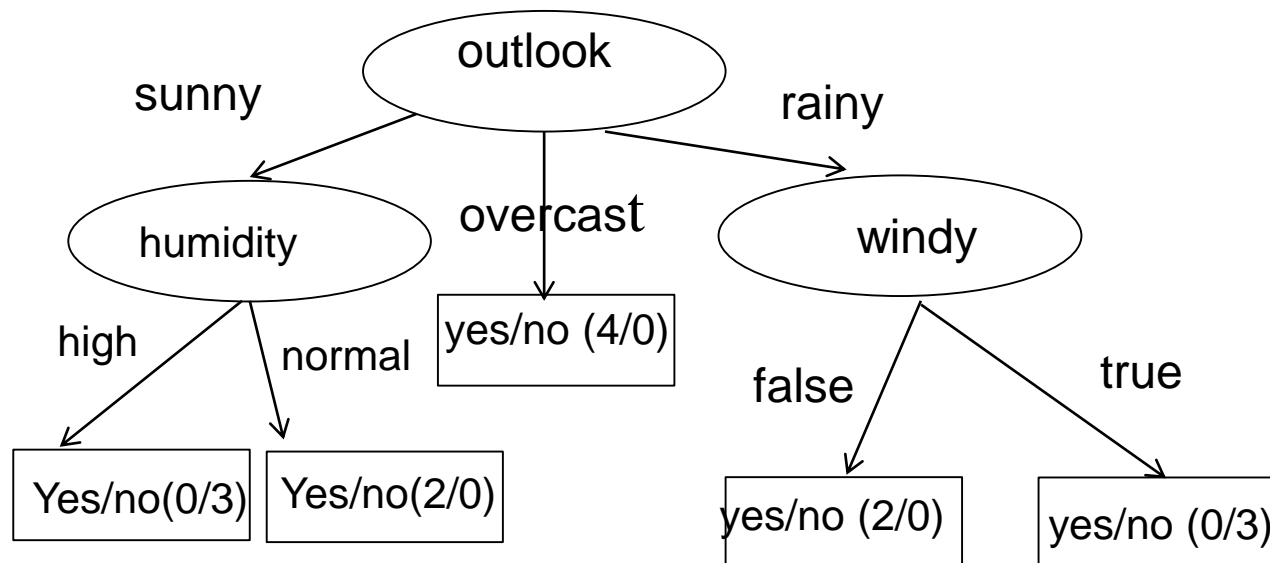 outlook
sunny
rainy
humidity
overcast
windy
high
normal
yes/no (4/0)
false
true
Yes/no(0/3)
Yes/no(2/0)
yes/no (2/0)
yes/no (0/3)